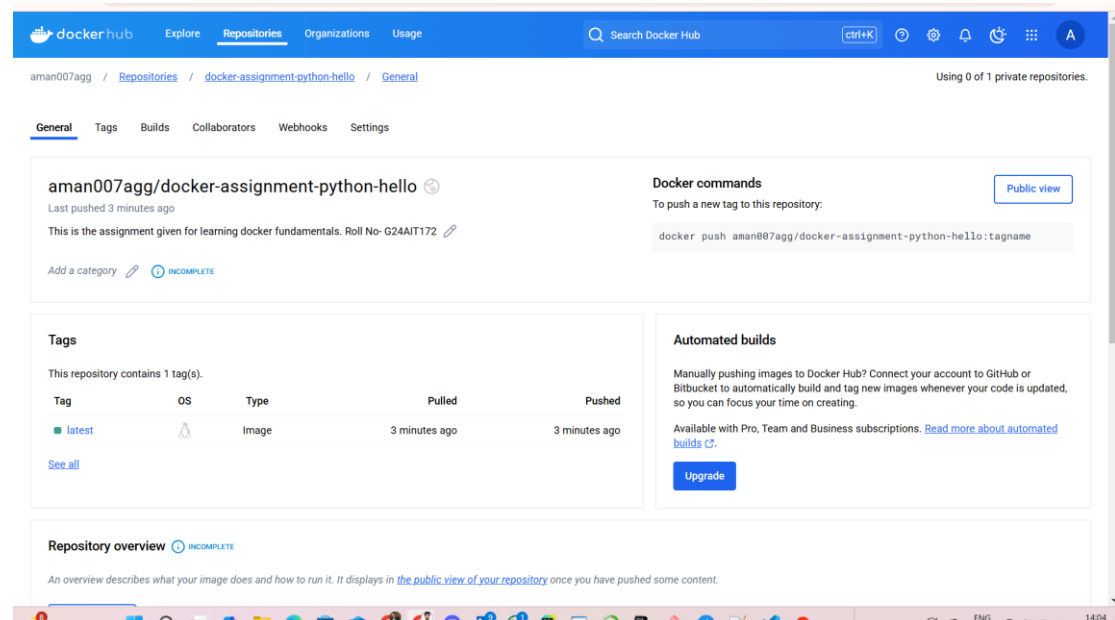 dockerhub Explore Repositories Organizations Usage Search Docker Hub ctrl+K A
aman007agg / Repositories / docker-assignment-python-hello / General Using 0 of 1 private repositories.
General Tags Builds Collaborators Webhooks Settings
aman007agg/docker-assignment-python-hello
Last pushed 3 minutes ago
This is the assignment given for learning docker fundamentals. Roll No- G24AIT172
Add a category INCOMPLETE
Docker commands
Public view
To push a new tag to this repository:
docker push aman007agg/docker-assignment-python-hello:tagname
Tags
This repository contains 1 tag(s).
Tag OS Type Pulled Pushed
latest Image 3 minutes ago 3 minutes ago
See all
Automated builds
Manually pushing images to Docker Hub? Connect your account to GitHub or
Bitbucket to automatically build and tag new images whenever your code is updated,
so you can focus your time on creating.
Available with Pro, Team and Business subscriptions. Read more about automated
builds
Upgrade
Repository overview INCOMPLETE
An overview describes what your image does and how to run it. It displays in the public view of your repository once you have pushed some content.
ENG 14:04